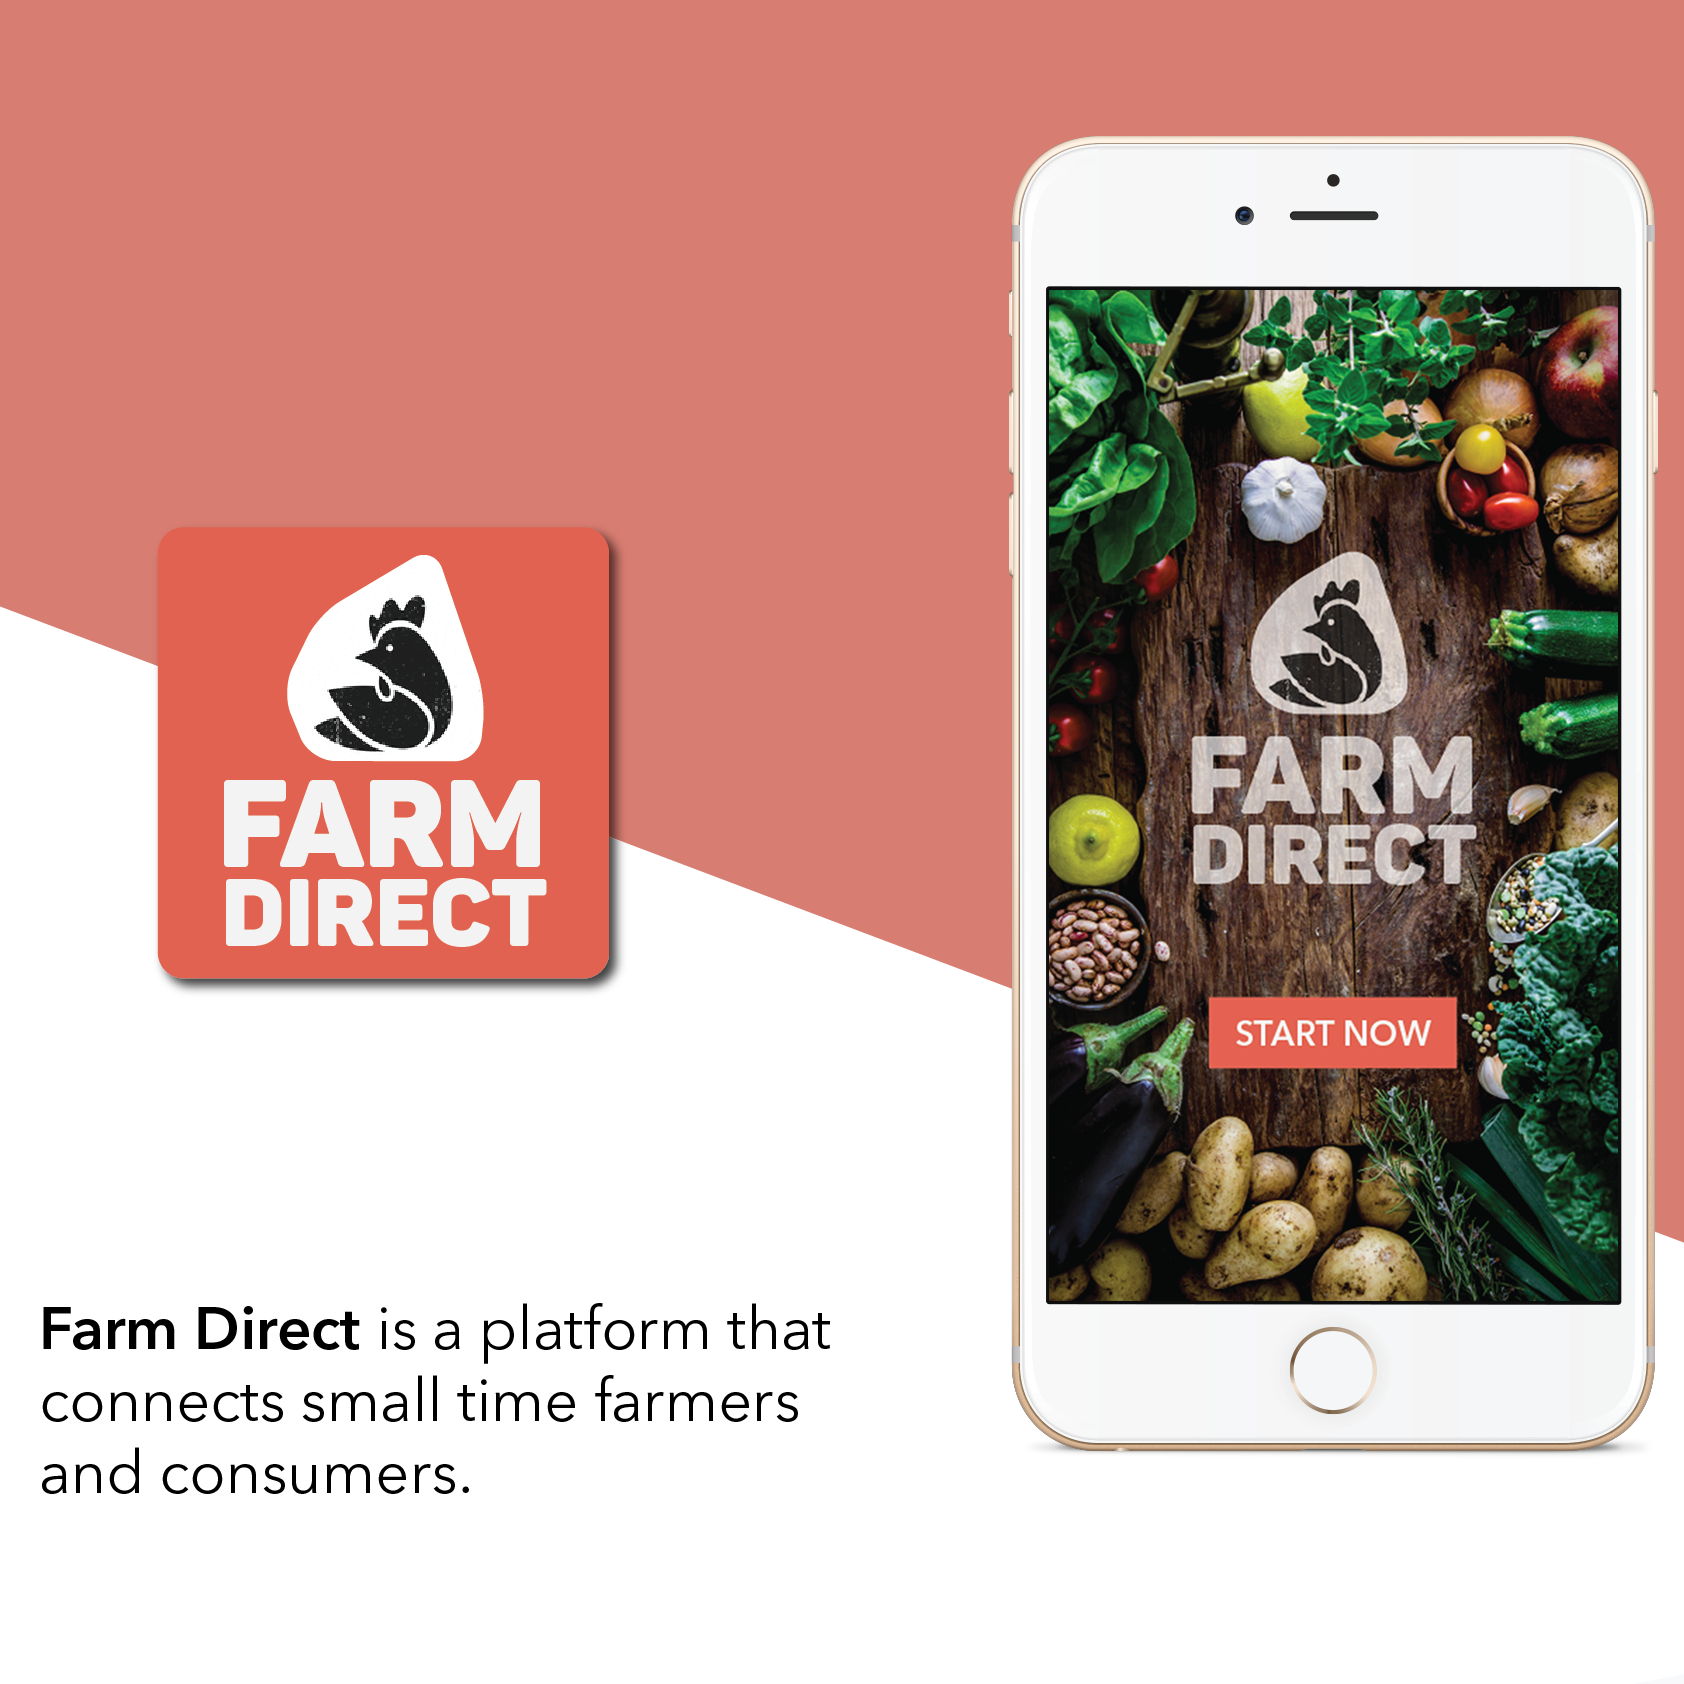 FARM
DIRECT
FARM
DIRECT
START NOW
Farm Direct is a platform that
connects small time farmers
and consumers.